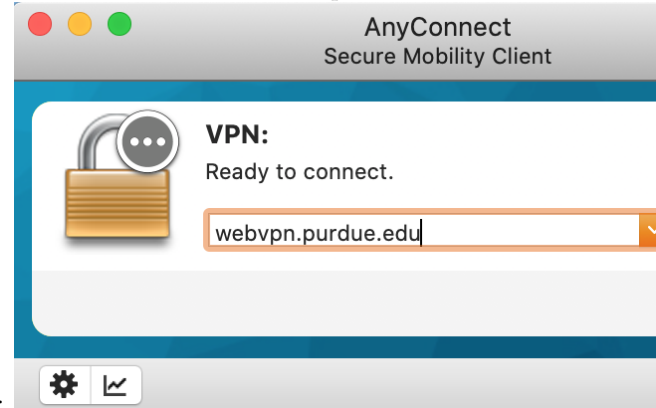 AnyConnect
Secure Mobility Client
VPN:
Ready to connect.
webvpn.purdue.edu